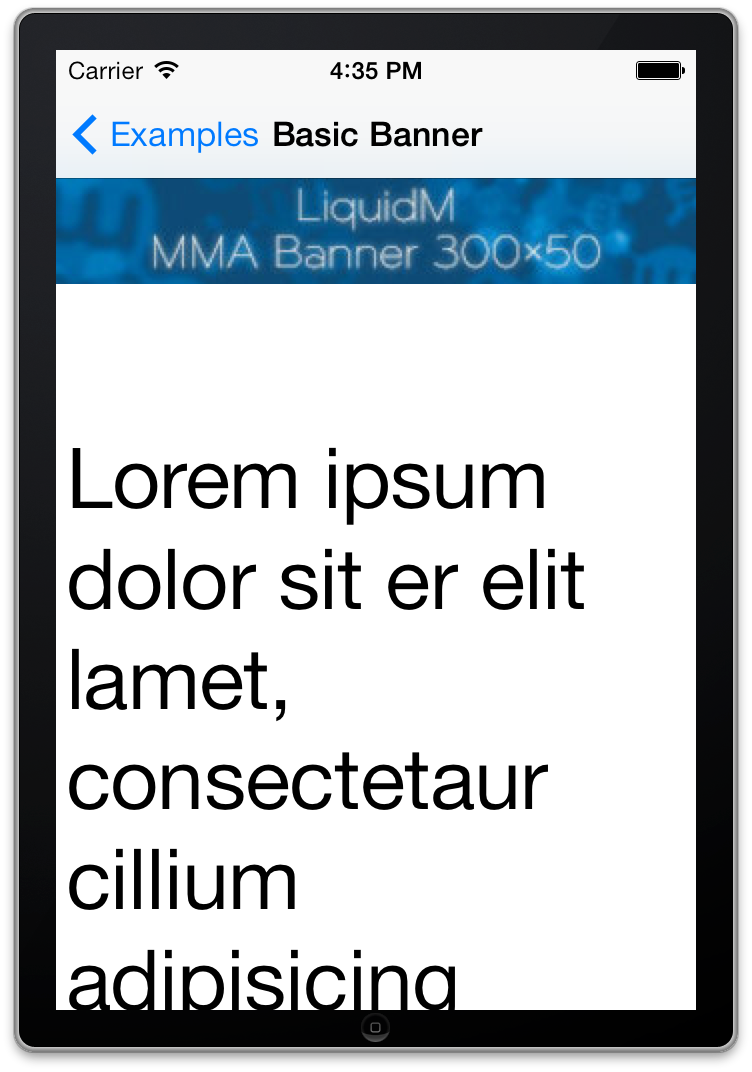 Carrier 4:35 PM
Examples Basic Banner
LiquidM
MMA Banner 300×50
Lorem ipsum
dolor sit er elit
lamet,
consectetaur
cillium
adipisicing